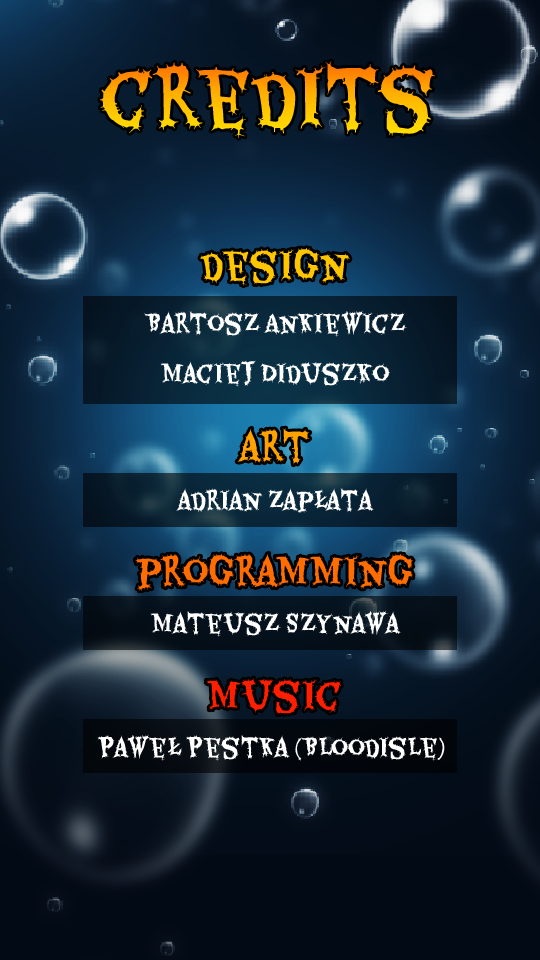 CREDITS
DESIGN
BARTOSZ ANKIEWICZ
MACIEJ DIDUSZKO
ART
ADRIAN ZAPŁATA
PROGRAMMING
MATEUSZ SZYNAWA
MUSIC
PAWEŁ PESTKA (BLOODISLE)